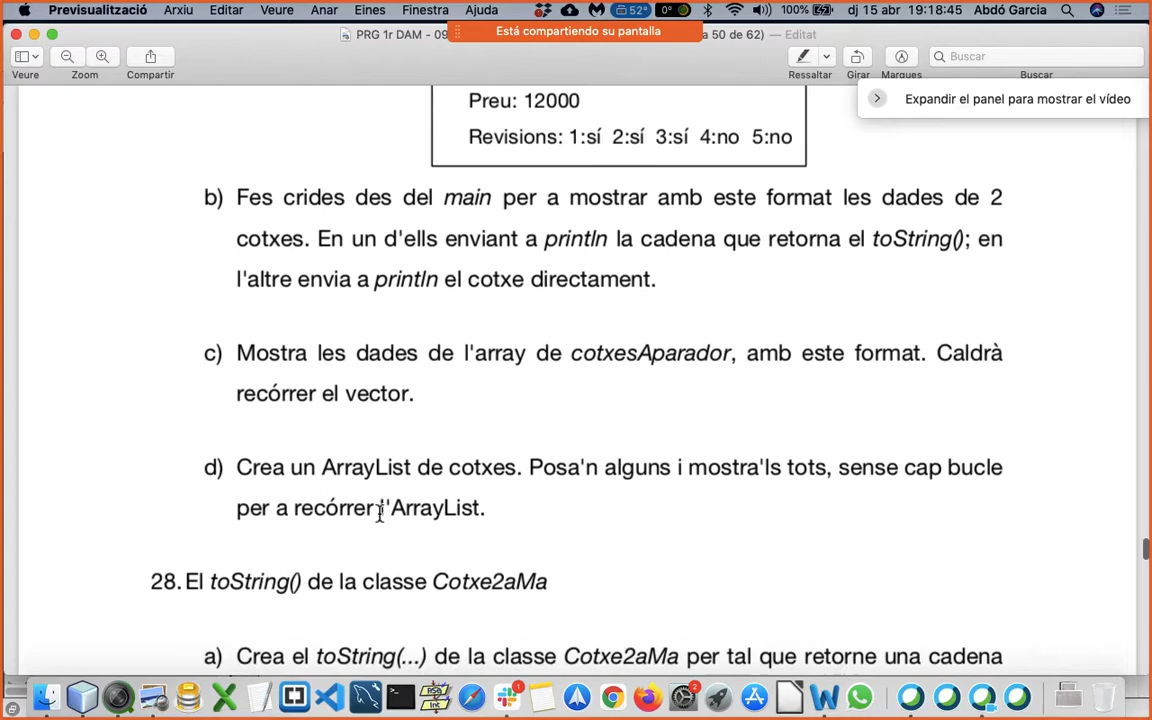 Previsualització Arxiu Editar Veure Anar Eines Finestra Ajuda 52° 0° 100% dj 15 abr 19:18:45 Abdó Garcia
Está compartiendo su pantalla
PRG 1r DAM - 09
a 50 de 62) — Editat
Buscar
Veure Zoom Compartir Ressaltar Girar Marques Buscar
Expandir el panel para mostrar el vídeo
Preu: 12000
Revisions: 1:sí 2:sí 3:sí 4:no 5:no
b) Fes crides des del main per a mostrar amb este format les dades de 2
cotxes. En un d'ells enviant a println la cadena que retorna el toString(); en
l'altre envia a println el cotxe directament.
c) Mostra les dades de l'array de cotxesAparador, amb este format. Caldrà
recórrer el vector.
d) Crea un ArrayList de cotxes. Posa'n alguns i mostra'ls tots, sense cap bucle
per a recórrer l'ArrayList.
28. El toString() de la classe Cotxe2aMa
a) Crea el toString(...) de la classe Cotxe2aMa per tal que retorne una cadena